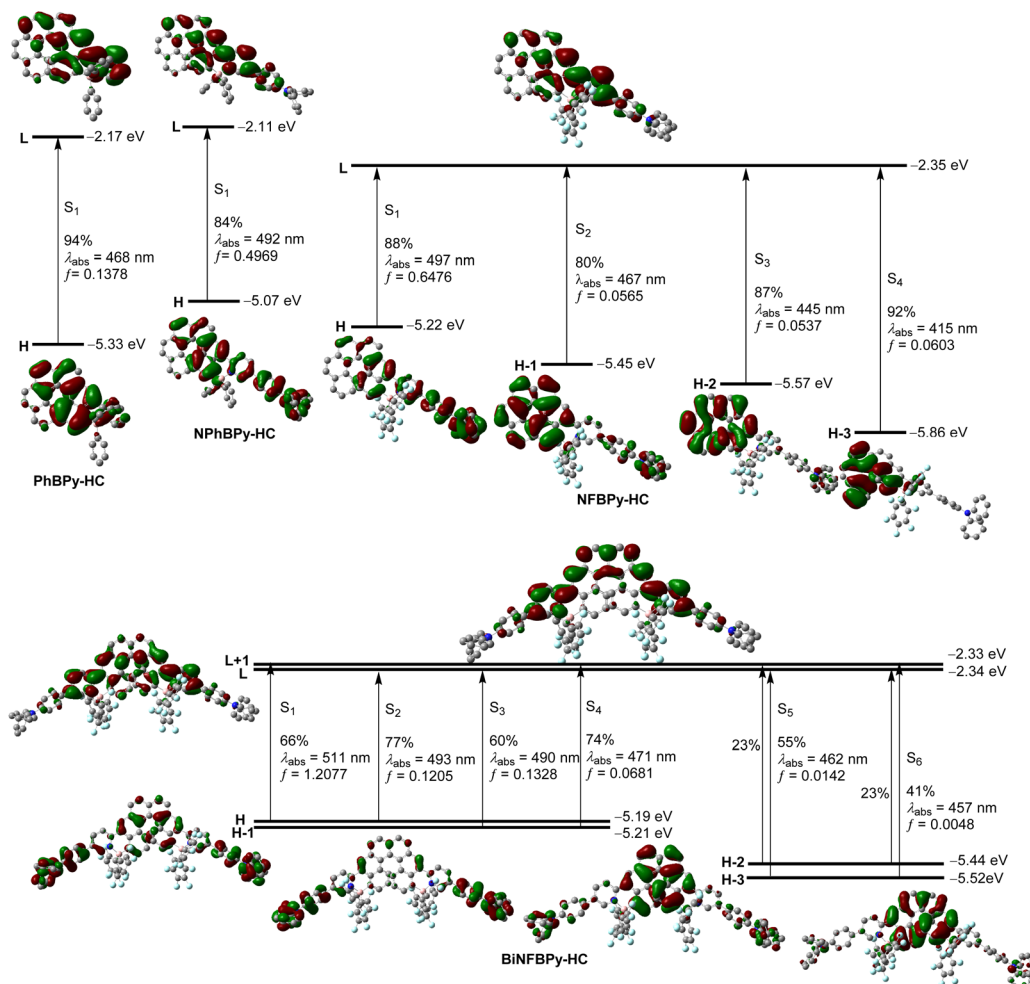 L −2.17 eV
S1
94%
λabs = 468 nm
f= 0.1378
H −5.33 eV
PhBPy-HC
L −2.11 eV
S1
84%
λabs = 492 nm
f = 0.4969
H −5.07 eV
NPhBPy-HC
L −2.35 eV
S1
88%
λabs = 497 nm
f = 0.6476
H −5.22 eV
S2
80%
λabs = 467 nm
f = 0.0565
H-1 −5.45 eV
S3
87%
λabs = 445 nm
f = 0.0537
H-2 −5.57 eV
S4
92%
λabs = 415 nm
f = 0.0603
H-3 −5.86 eV
NFBPy-HC
L+1 −2.33 eV
L −2.34 eV
S1
66%
λabs = 511 nm
f = 1.2077
S2
77%
λabs = 493 nm
f = 0.1205
S3
60%
λabs = 490 nm
f = 0.1328
S4
74%
λabs = 471 nm
f = 0.0681
23%
S5
55%
λabs = 462 nm
f = 0.0142
23%
S6
41%
λabs = 457 nm
f = 0.0048
H −5.19 eV
H-1 −5.21 eV
H-2 −5.44 eV
H-3 −5.52eV
BiNFBPy-HC